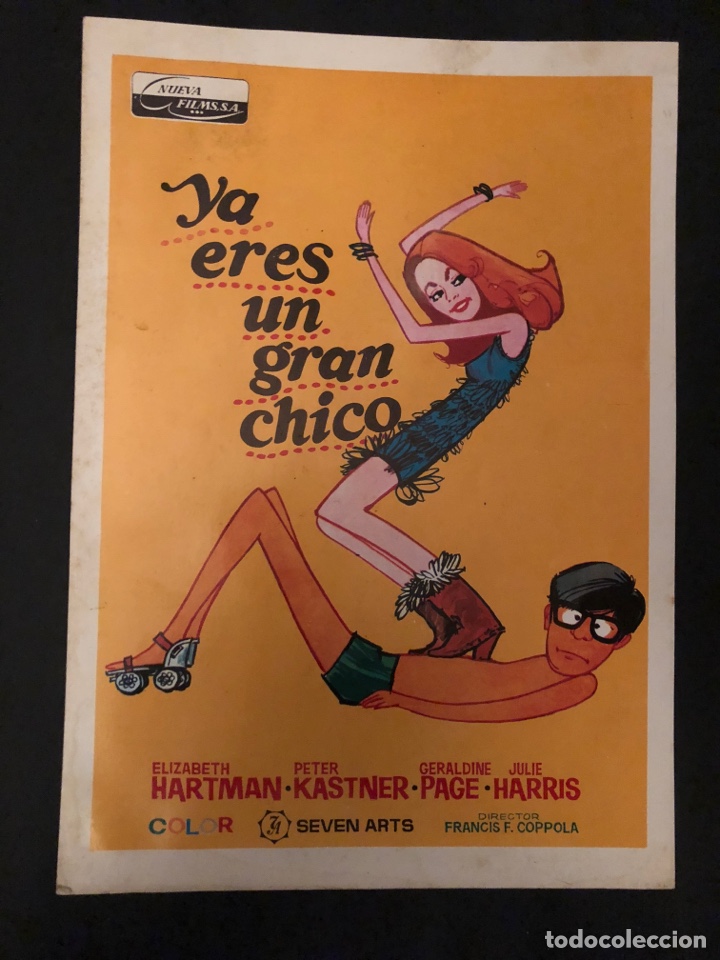 NUEVA
FILMS, S.A.
Ya
eres
un
gran
chico
ELIZABETH PETER GERALDINE JULIE
HARTMAN · KASTNER · PAGE · HARRIS
COLOR 7A SEVEN ARTS
DIRECTOR
FRANCIS F. COPPOLA
todocoleccion